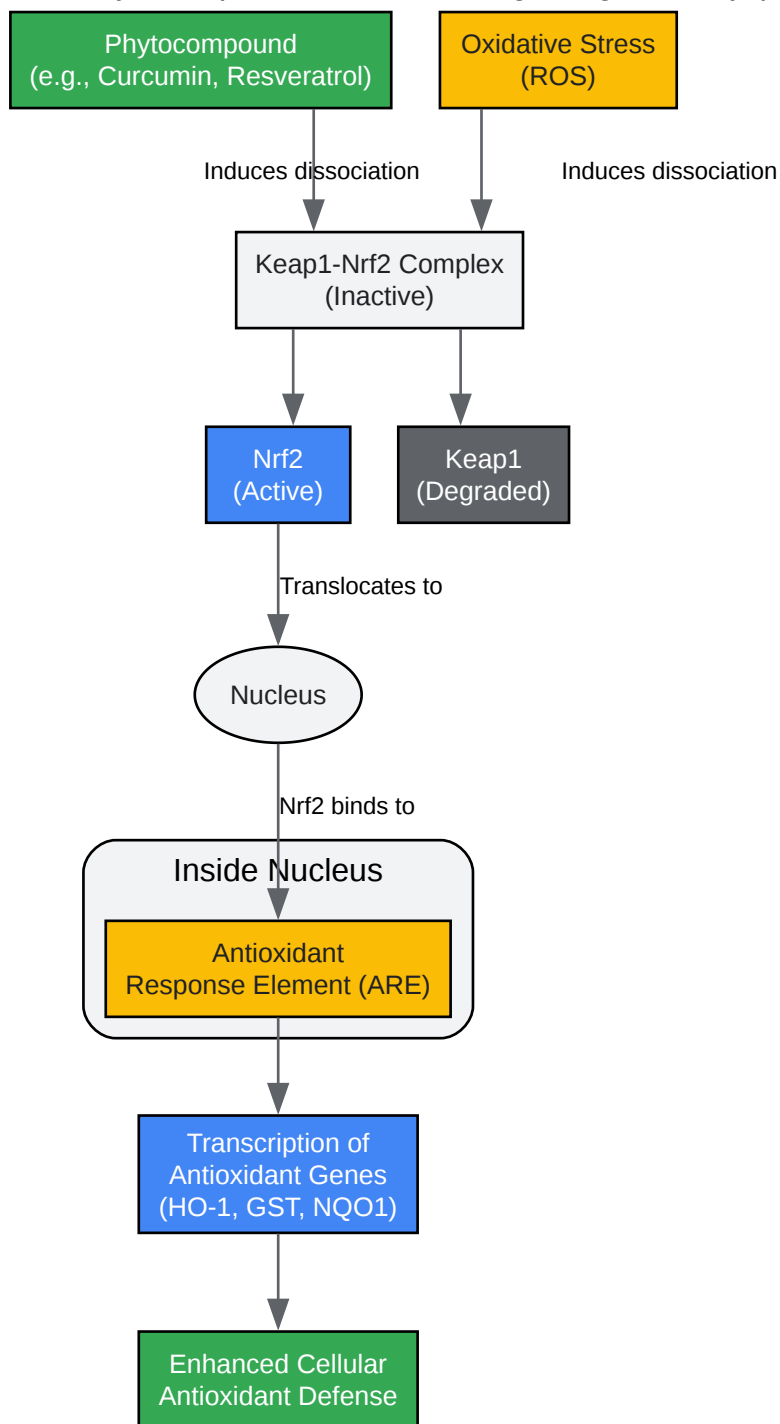 Phytocompound
(e.g., Curcumin, Resveratrol)
Oxidative Stress
(ROS)
Induces dissociation
Induces dissociation
Keap1-Nrf2 Complex
(Inactive)
Nrf2
(Active)
Keap1
(Degraded)
Translocates to
Nucleus
Nrf2 binds to
Inside Nucleus
Antioxidant
Response Element (ARE)
Transcription of
Antioxidant Genes
(HO-1, GST, NQO1)
Enhanced Cellular
Antioxidant Defense